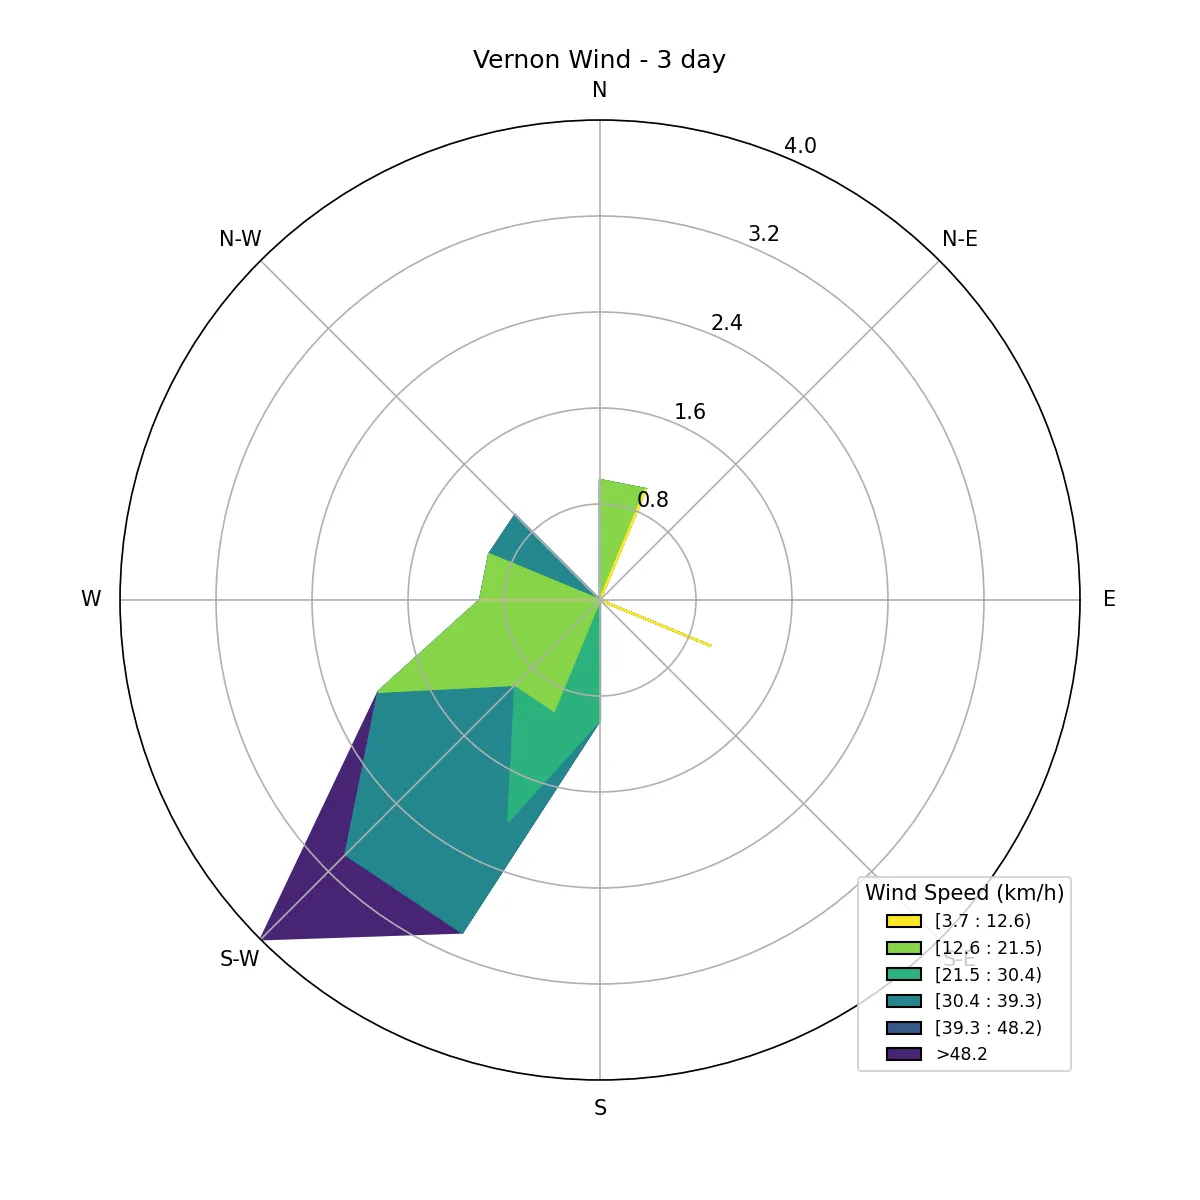 Vernon Wind - 3 day
N
4.0
N-W
3.2
N-E
2.4
1.6
0.8
W
E
S-W
S-E
S
Wind Speed (km/h)
[3.7 : 12.6)
[12.6 : 21.5)
[21.5 : 30.4)
[30.4 : 39.3)
[39.3 : 48.2)
>48.2